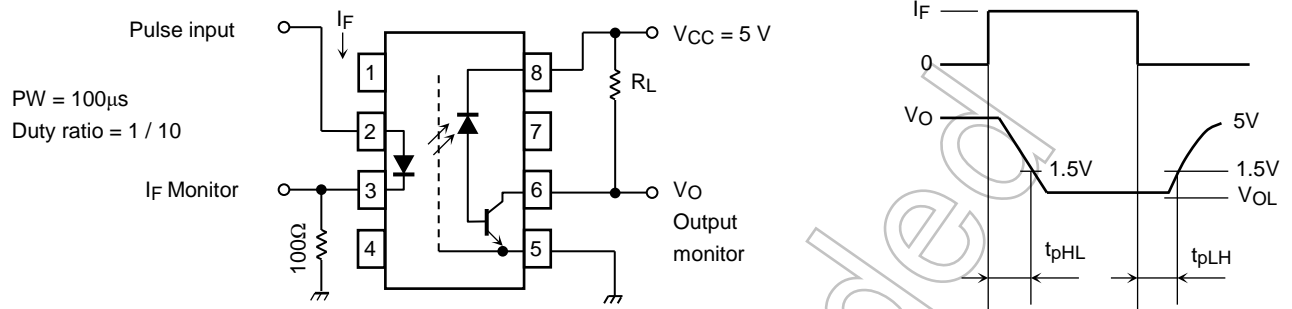 Pulse input
IF
VCC = 5 V
PW = 100μs
Duty ratio = 1 / 10
1
8
RL
2
7
IF Monitor
3
6
VO
Output
monitor
100Ω
4
5
IF
0
VO
5V
1.5V
1.5V
VOL
tpHL
tpLH
ded